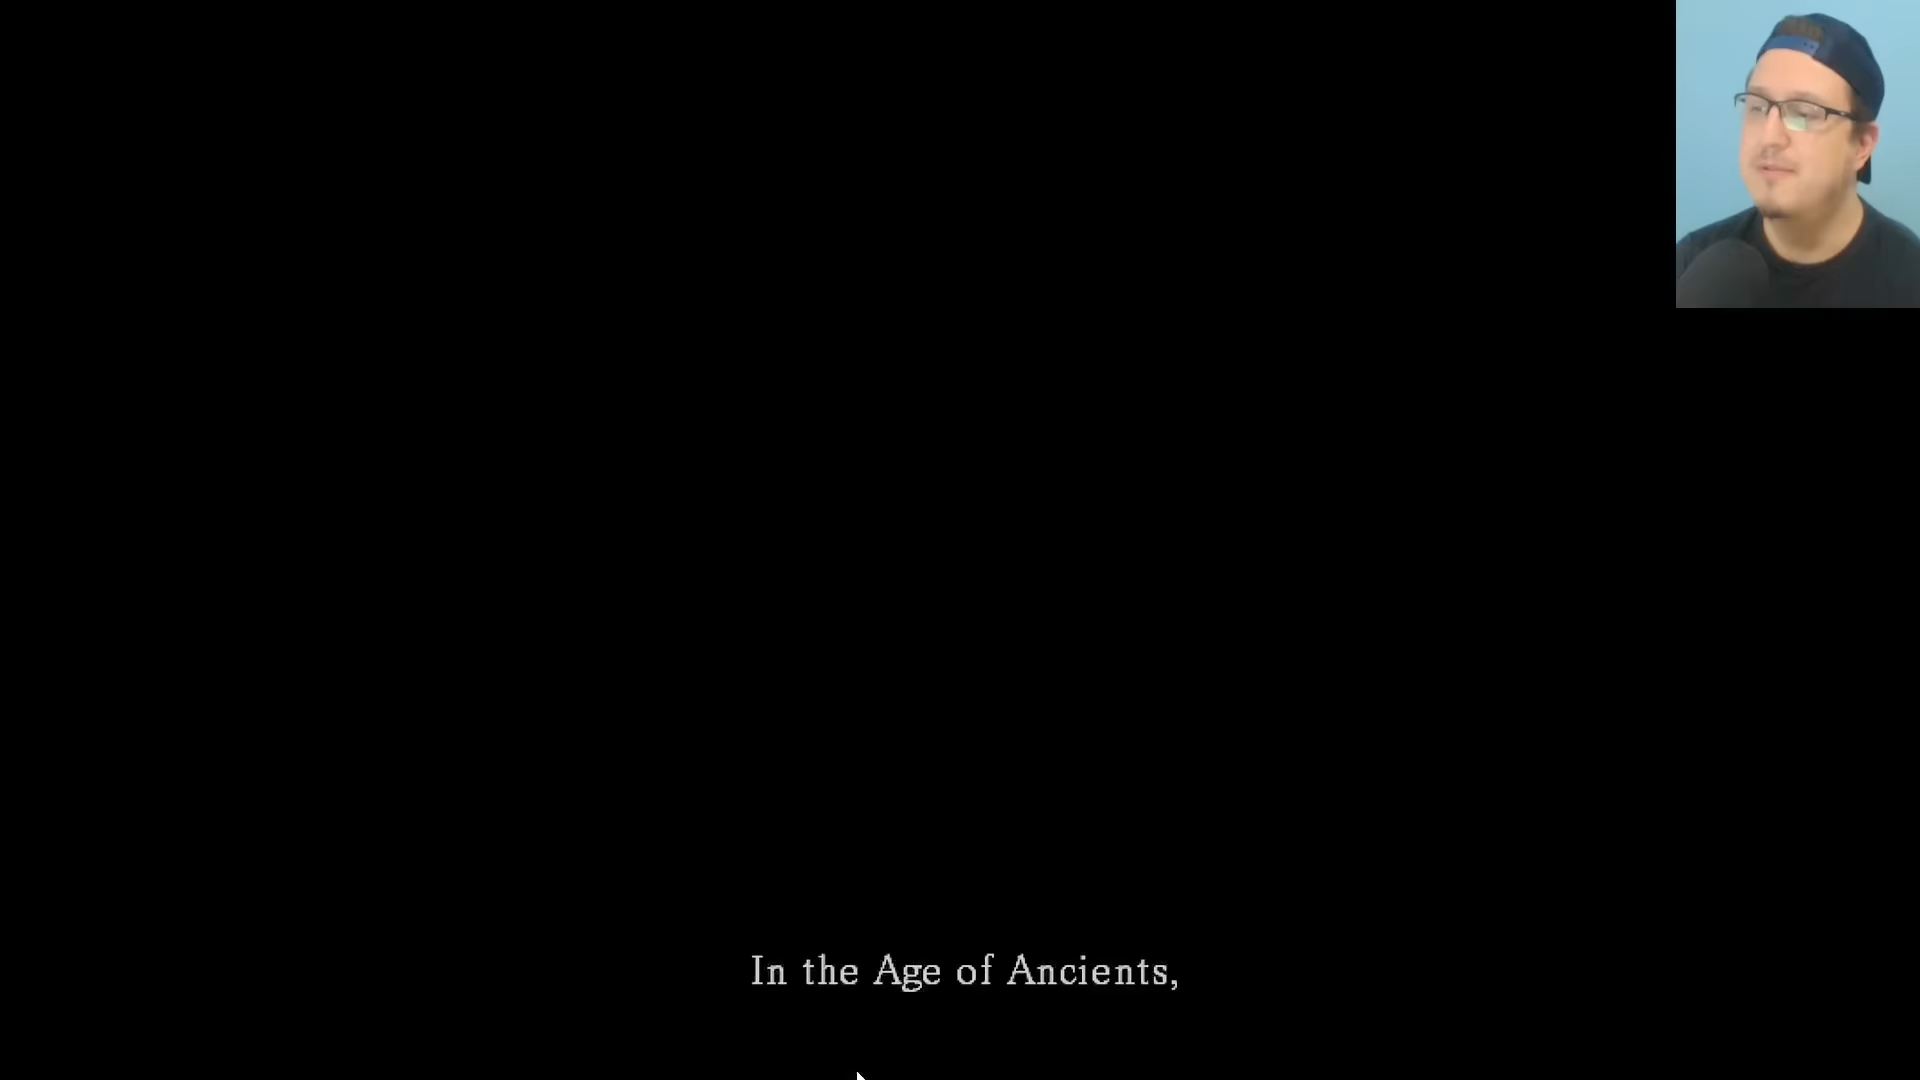 In the Age of Ancients,